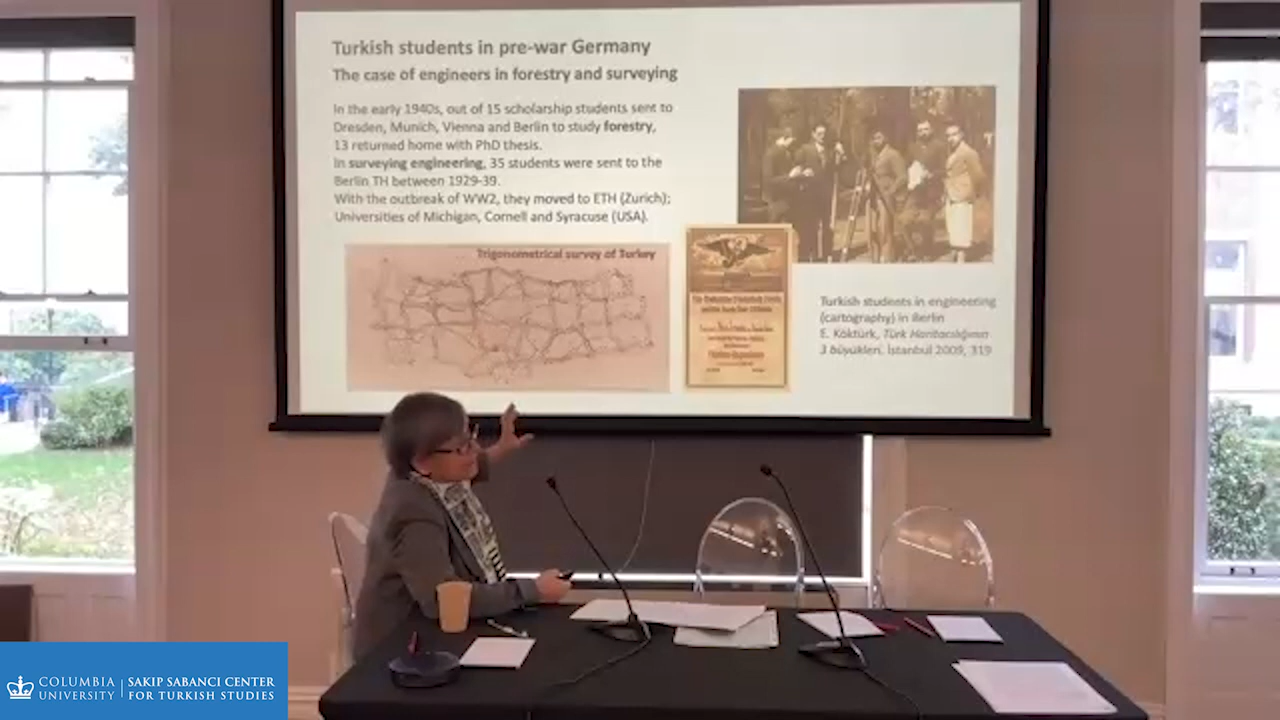 Turkish students in pre-war Germany
The case of engineers in forestry and surveying
In the early 1940s, out of 15 scholarship students sent to
Dresden, Munich, Vienna and Berlin to study forestry,
13 returned home with PhD thesis.
In surveying engineering, 35 students were sent to the
Berlin TH between 1929-39.
With the outbreak of WW2, they moved to ETH (Zurich);
Universities of Michigan, Cornell and Syracuse (USA).
Trigonometrical survey of Turkey
Turkish students in engineering
(cartography) in Berlin
E. Köktürk, Türk Haritacılığının
3 büyükleri. İstanbul 2009, 319
COLUMBIA UNIVERSITY
SAKIP SABANCI CENTER
FOR TURKISH STUDIES